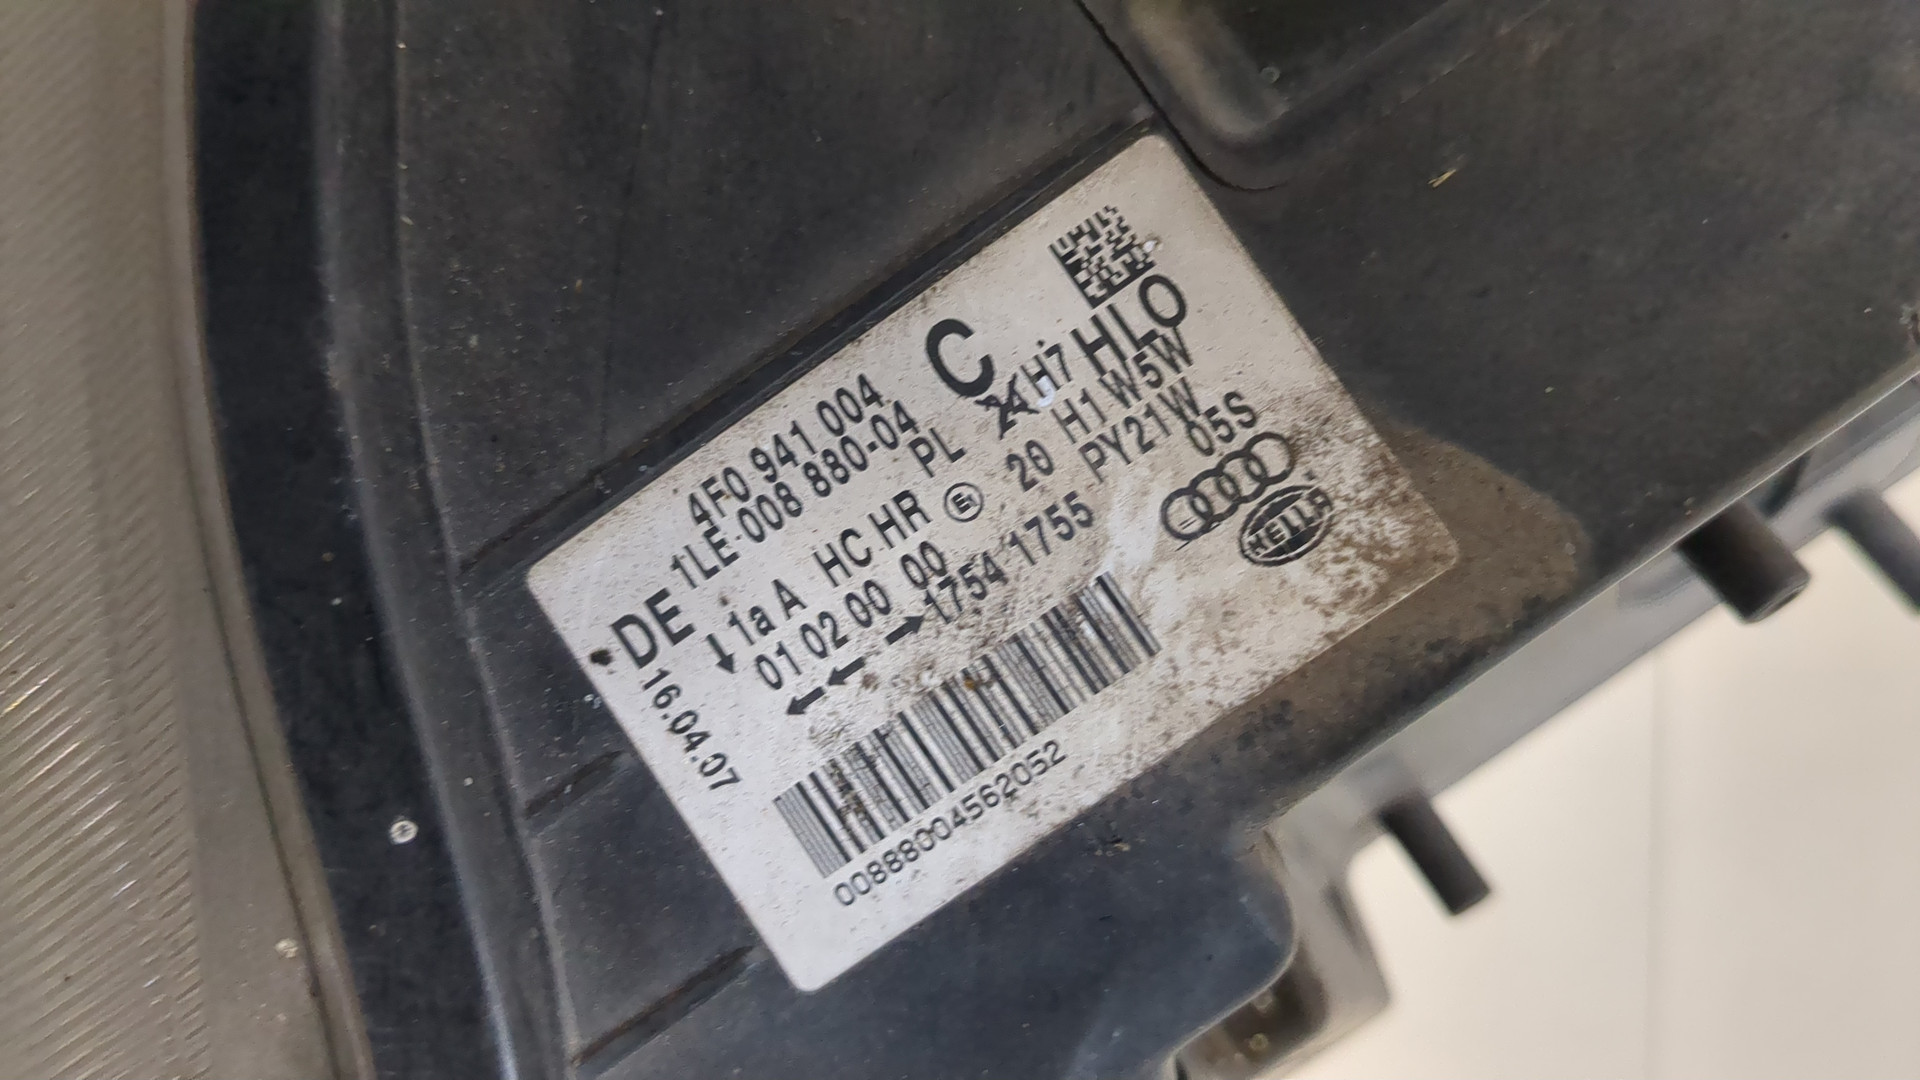 4F0 941 004 C
1LE 008 880-04 HLO
DE PL H7
16.04.07
1a A HC HR E1 20 H1 W5W
01 02 00 00 PY21W
1754 1755 05S
HELLA
00888004562052